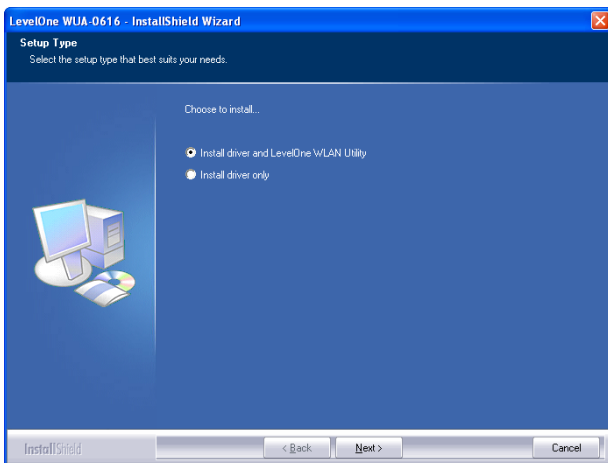 LevelOne WUA-0616 - InstallShield Wizard
Setup Type
Select the setup type that best suits your needs.
Choose to install...
Install driver and LevelOne WLAN Utility
Install driver only
InstallShield
< Back
Next >
Cancel